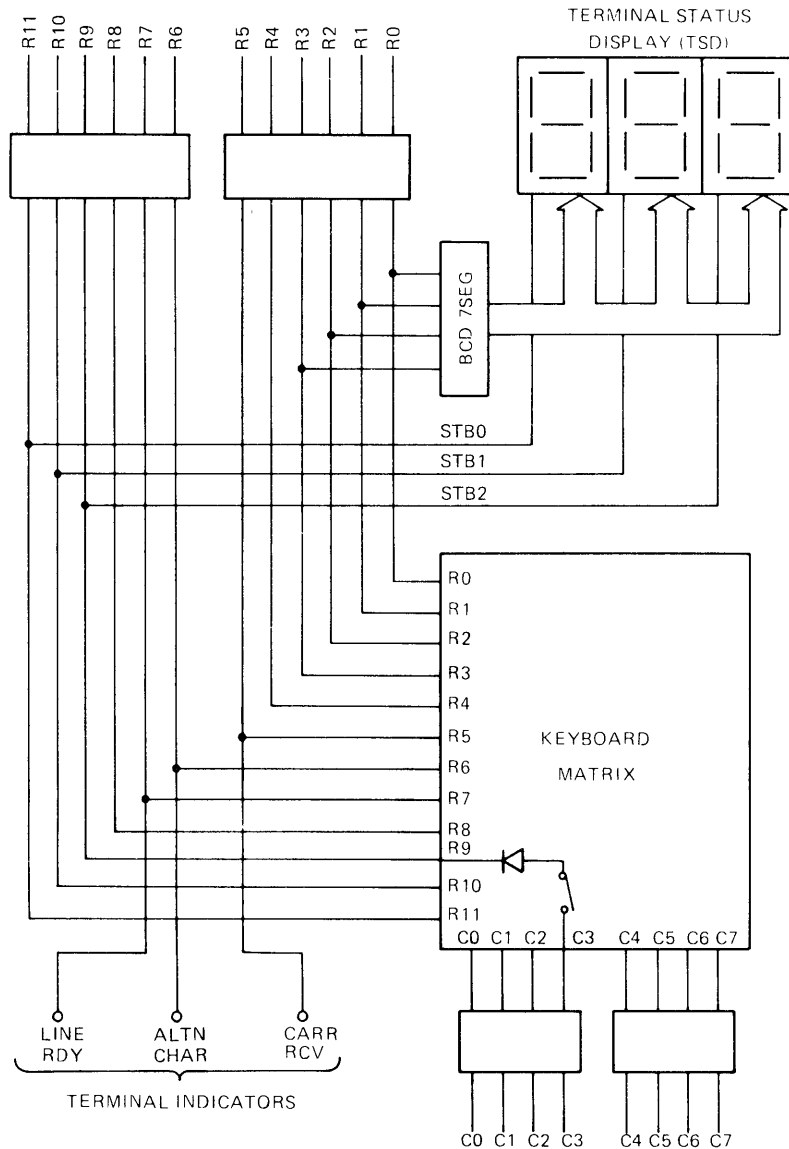 R11
R10
R9
R8
R7
R6
R5
R4
R3
R2
R1
R0
TERMINAL STATUS
DISPLAY (TSD)
BCD 7SEG
STB0
STB1
STB2
R0
R1
R2
R3
R4
R5
R6
R7
R8
R9
R10
R11
KEYBOARD
MATRIX
C0 C1 C2 C3 C4 C5 C6 C7
LINE
RDY
ALTN
CHAR
CARR
RCV
TERMINAL INDICATORS
C0 C1 C2 C3 C4 C5 C6 C7